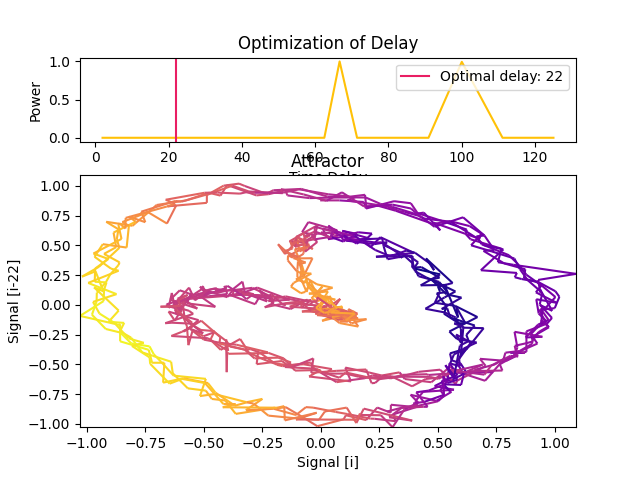 Optimization of Delay
Power
1.0
0.5
0.0
Optimal delay: 22
0 20 40 60 80 100 120
Time Delay
Attractor
Signal [i-22]
1.00
0.75
0.50
0.25
0.00
−0.25
−0.50
−0.75
−1.00
−1.00 −0.75 −0.50 −0.25 0.00 0.25 0.50 0.75 1.00
Signal [i]